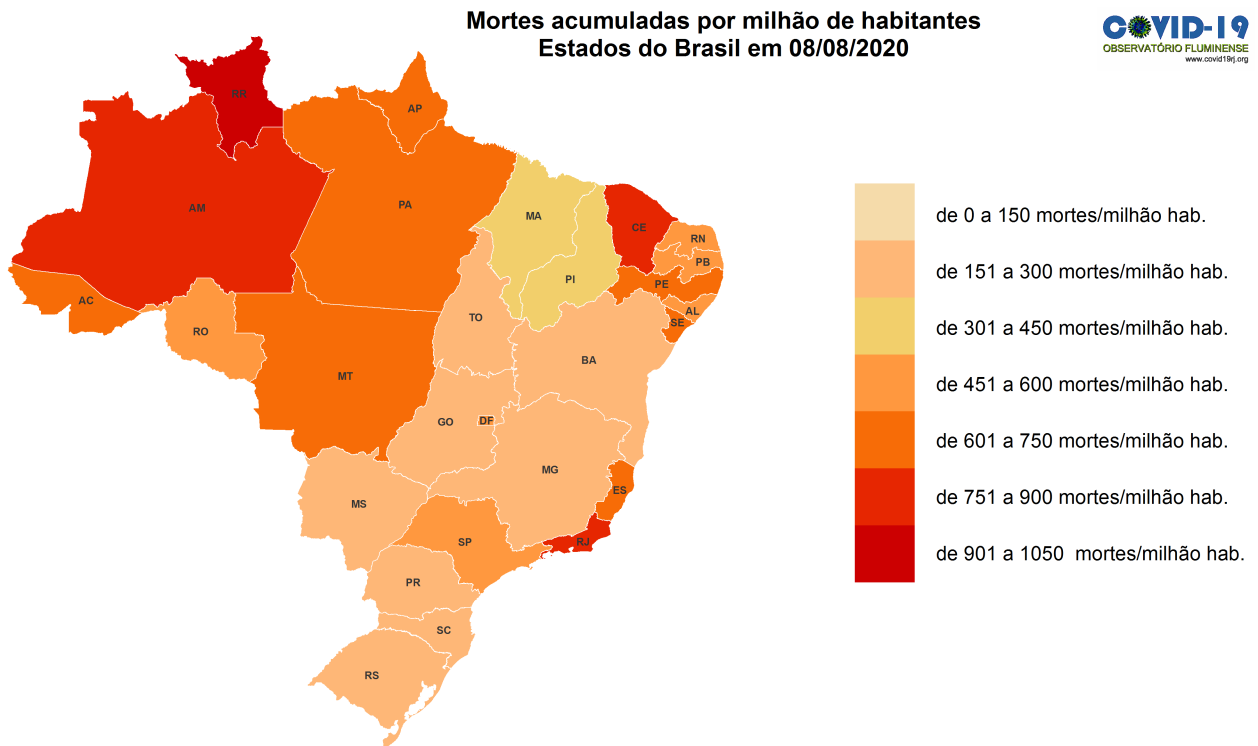 Mortes acumuladas por milhão de habitantes
Estados do Brasil em 08/08/2020
COVID-19
OBSERVATÓRIO FLUMINENSE
www.covid19rj.org
RR
AP
AM
PA
MA
CE
RN
PB
PI
PE
AL
SE
AC
RO
TO
BA
MT
GO
DF
MG
ES
MS
SP
RJ
PR
SC
RS
de 0 a 150 mortes/milhão hab.
de 151 a 300 mortes/milhão hab.
de 301 a 450 mortes/milhão hab.
de 451 a 600 mortes/milhão hab.
de 601 a 750 mortes/milhão hab.
de 751 a 900 mortes/milhão hab.
de 901 a 1050  mortes/milhão hab.